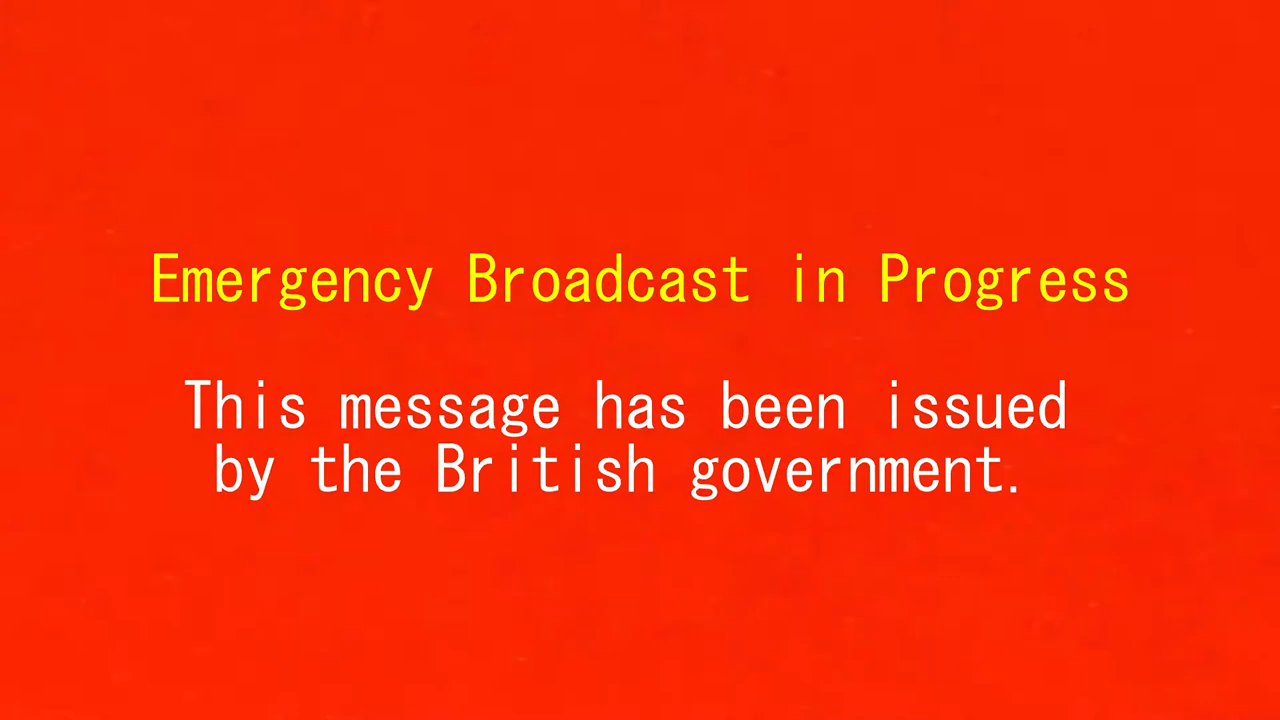 Emergency Broadcast in Progress
This message has been issued
by the British government.